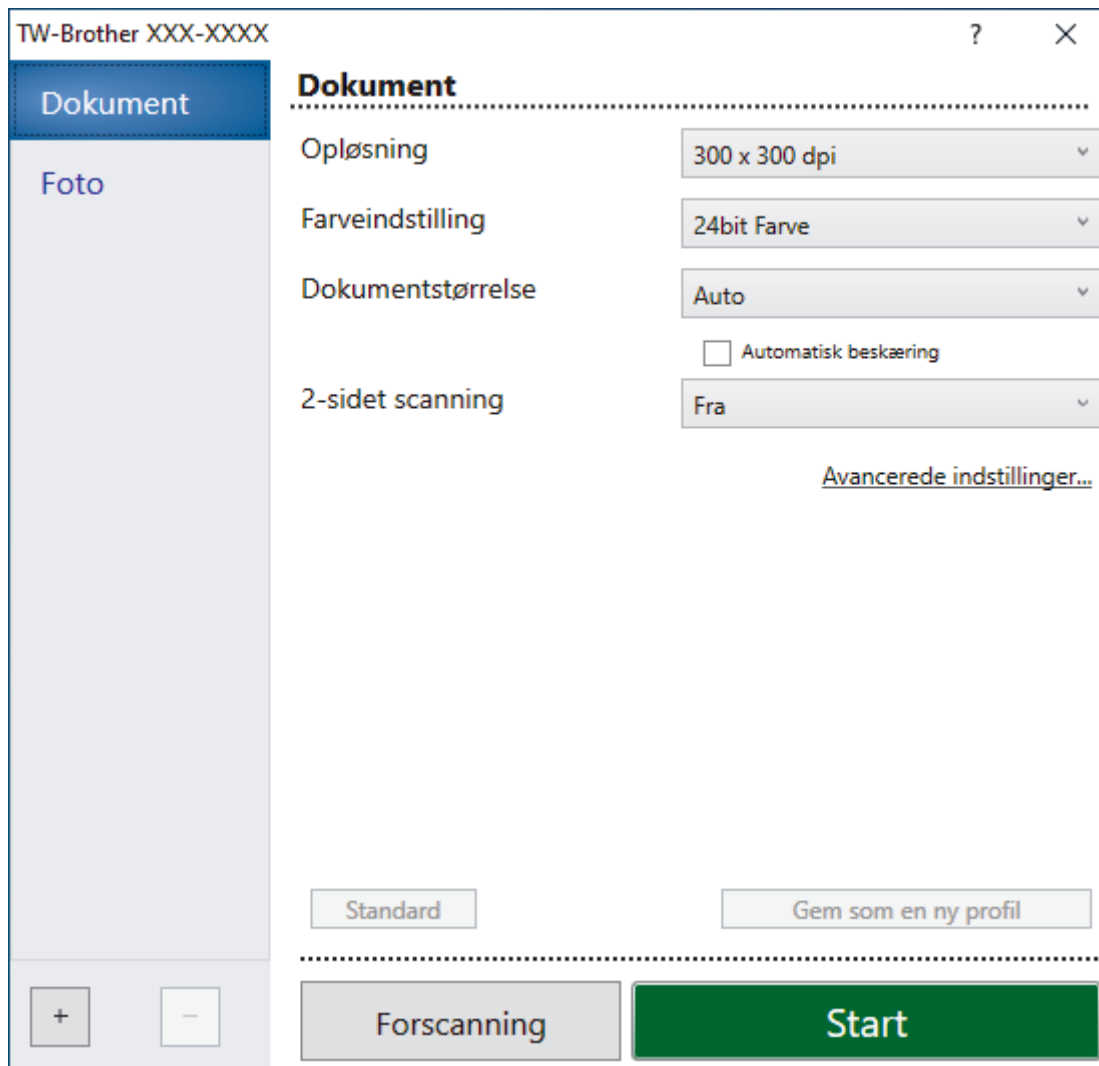 TW-Brother XXX-XXXX
?
Dokument
Foto
Dokument
Opløsning
300 x 300 dpi
Farveindstilling
24bit Farve
Dokumentstørrelse
Auto
Automatisk beskæring
2-sidet scanning
Fra
Avancerede indstillinger...
Standard
Gem som en ny profil
+
−
Forscanning
Start